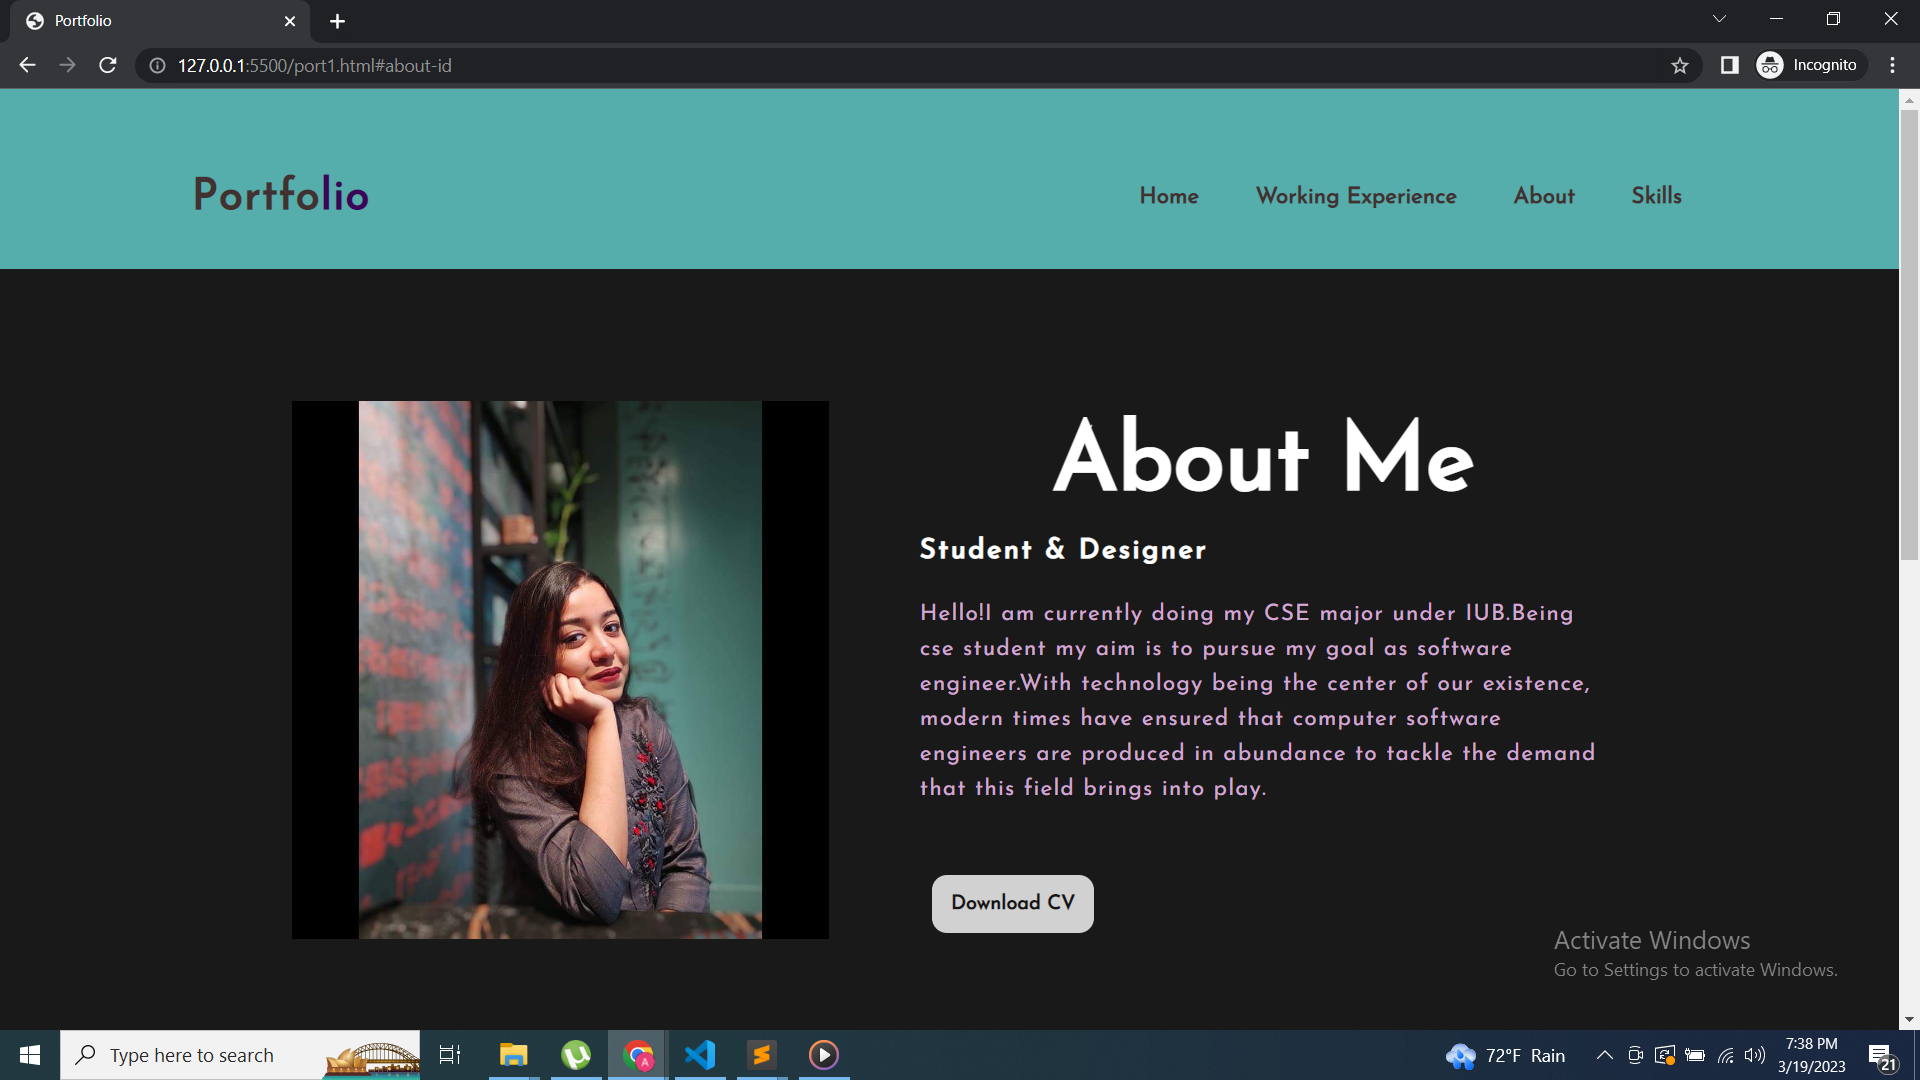 Portfolio
127.0.0.1:5500/port1.html#about-id
Incognito
Portfolio
Home Working Experience About Skills
About Me
Student & Designer
Hello!I am currently doing my CSE major under IUB.Being
cse student my aim is to pursue my goal as software
engineer.With technology being the center of our existence,
modern times have ensured that computer software
engineers are produced in abundance to tackle the demand
that this field brings into play.
Download CV
Activate Windows
Go to Settings to activate Windows.
Type here to search
A
72°F Rain
7:38 PM
3/19/2023
21